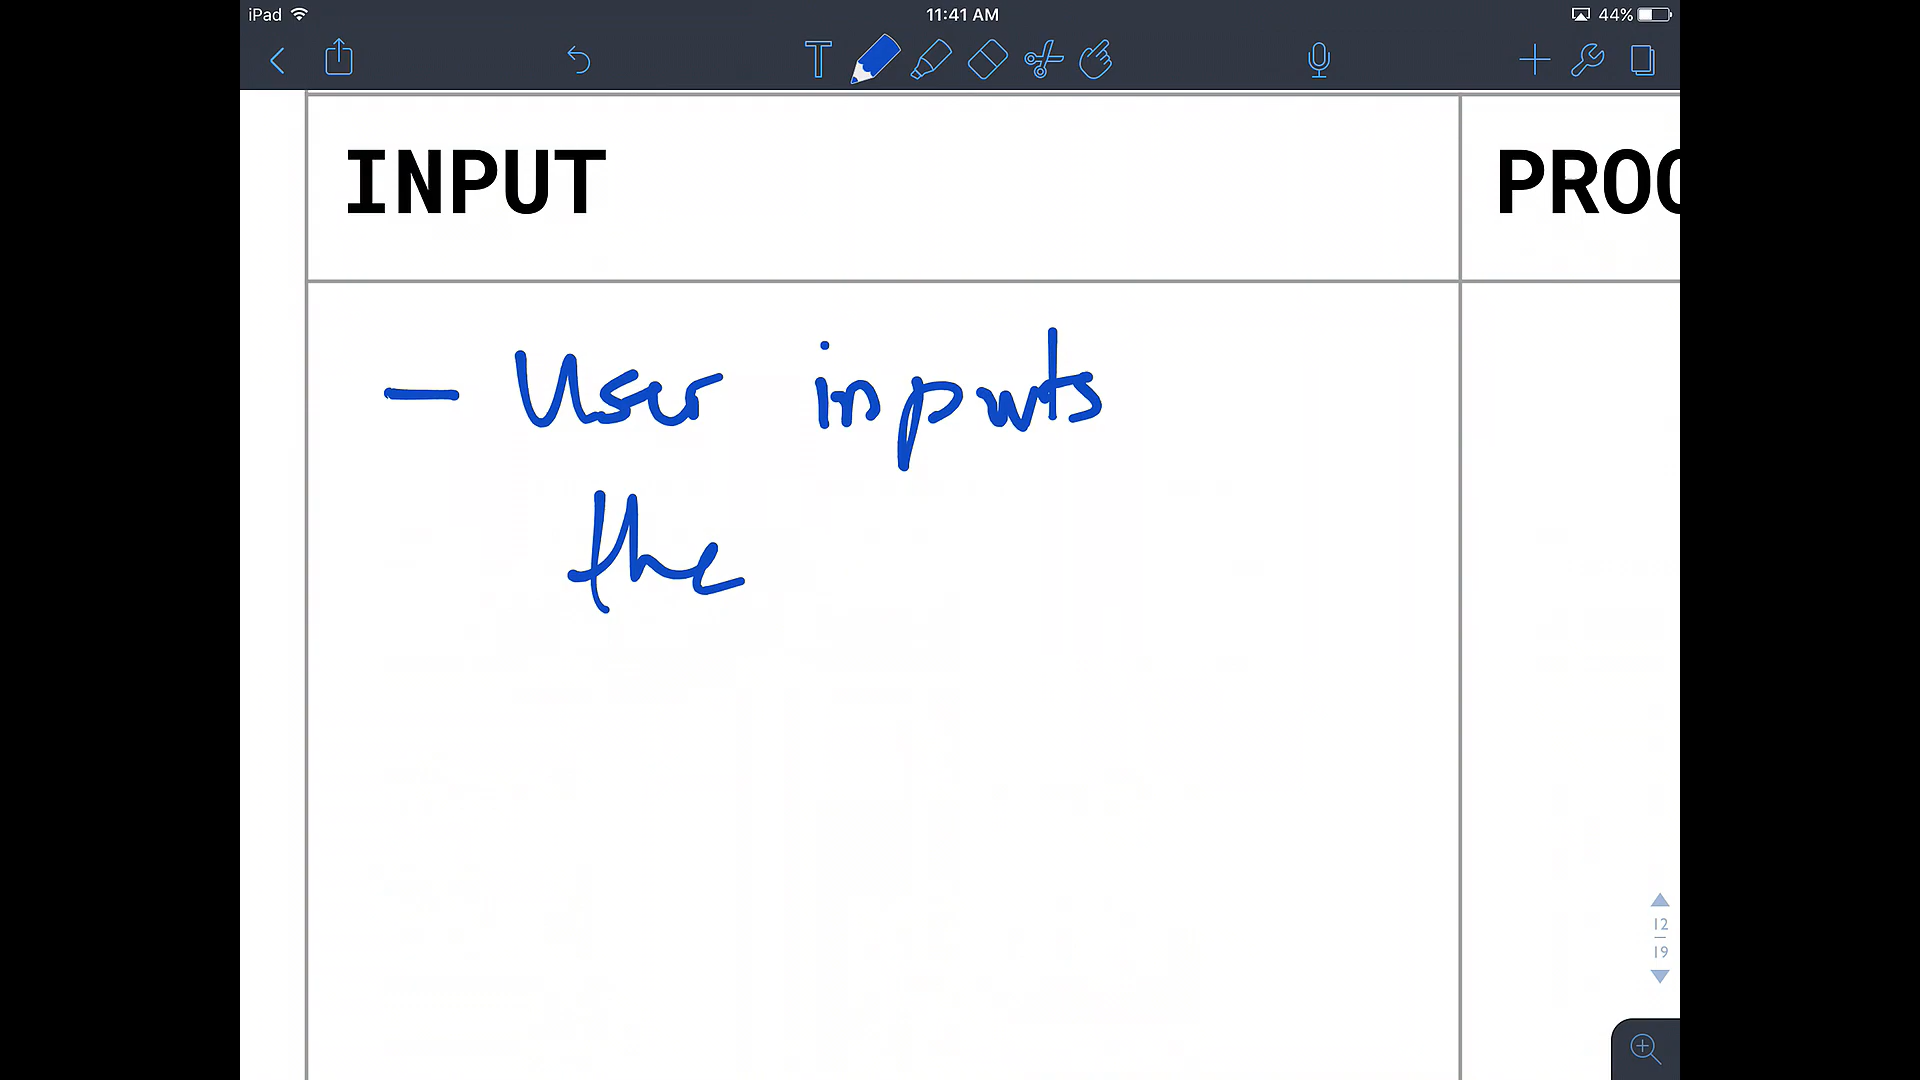 iPad 11:41 AM 44%
T
INPUT PROC
- User inputs
the
12
19